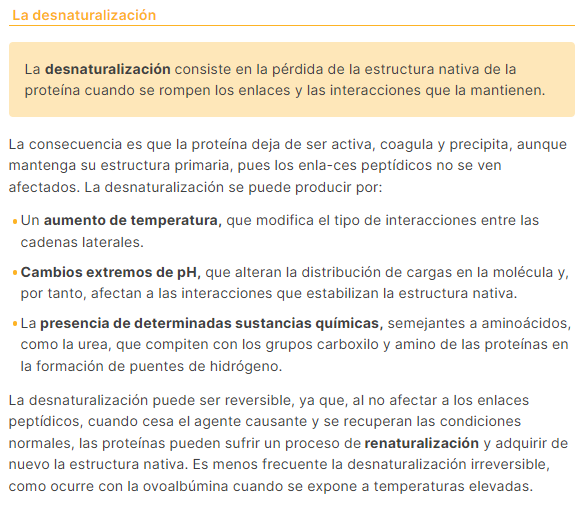 La desnaturalización
La desnaturalización consiste en la pérdida de la estructura nativa de la
proteína cuando se rompen los enlaces y las interacciones que la mantienen.
La consecuencia es que la proteína deja de ser activa, coagula y precipita, aunque
mantenga su estructura primaria, pues los enla-ces peptídicos no se ven
afectados. La desnaturalización se puede producir por:
• Un aumento de temperatura, que modifica el tipo de interacciones entre las
cadenas laterales.
• Cambios extremos de pH, que alteran la distribución de cargas en la molécula y,
por tanto, afectan a las interacciones que estabilizan la estructura nativa.
• La presencia de determinadas sustancias químicas, semejantes a aminoácidos,
como la urea, que compiten con los grupos carboxilo y amino de las proteínas en
la formación de puentes de hidrógeno.
La desnaturalización puede ser reversible, ya que, al no afectar a los enlaces
peptídicos, cuando cesa el agente causante y se recuperan las condiciones
normales, las proteínas pueden sufrir un proceso de renaturalización y adquirir de
nuevo la estructura nativa. Es menos frecuente la desnaturalización irreversible,
como ocurre con la ovoalbúmina cuando se expone a temperaturas elevadas.